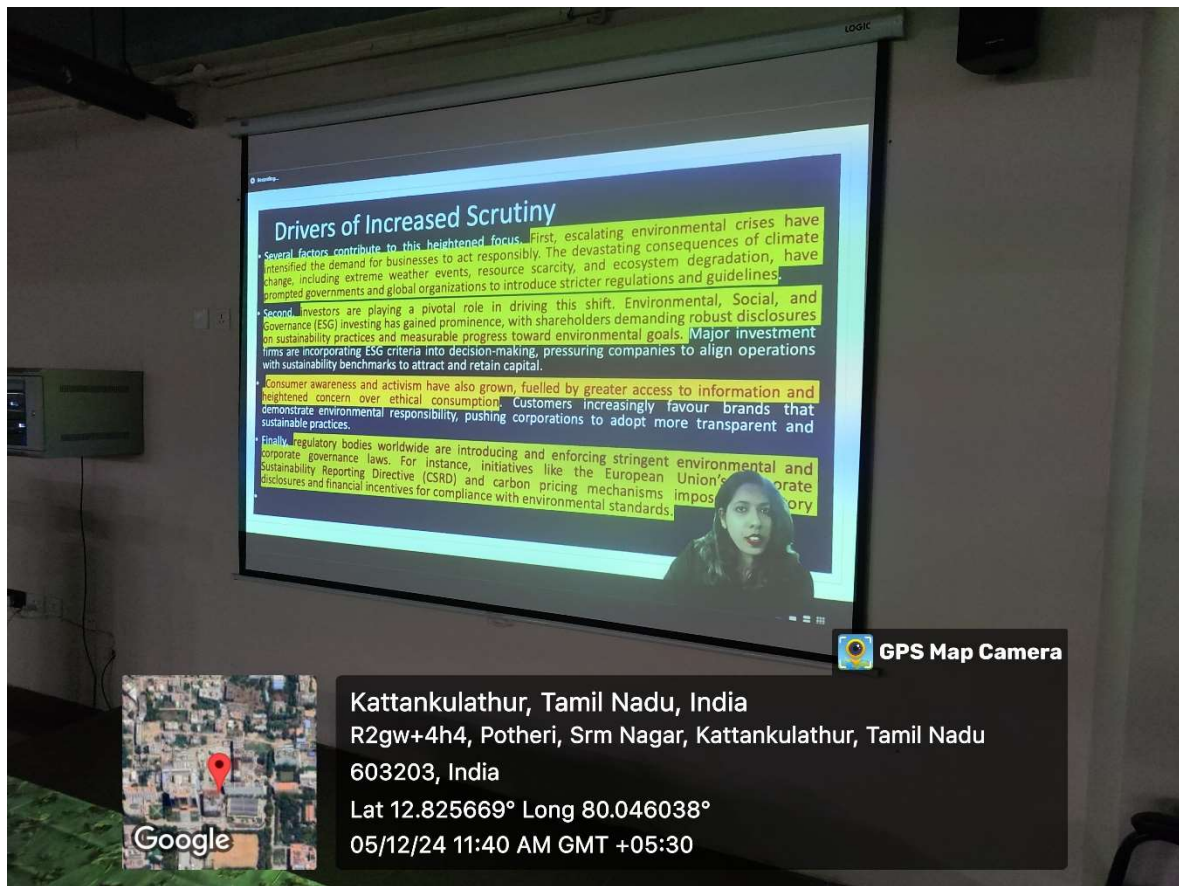 LOGIC
Recording...
Drivers of Increased Scrutiny
• Several factors contribute to this heightened focus. First, escalating environmental crises have
intensified the demand for businesses to act responsibly. The devastating consequences of climate
change, including extreme weather events, resource scarcity, and ecosystem degradation, have
prompted governments and global organizations to introduce stricter regulations and guidelines.
• Second, investors are playing a pivotal role in driving this shift. Environmental, Social, and
Governance (ESG) investing has gained prominence, with shareholders demanding robust disclosures
on sustainability practices and measurable progress toward environmental goals. Major investment
firms are incorporating ESG criteria into decision-making, pressuring companies to align operations
with sustainability benchmarks to attract and retain capital.
• .Consumer awareness and activism have also grown, fuelled by greater access to information and
heightened concern over ethical consumption. Customers increasingly favour brands that
demonstrate environmental responsibility, pushing corporations to adopt more transparent and
sustainable practices.
• Finally, regulatory bodies worldwide are introducing and enforcing stringent environmental and
corporate governance laws. For instance, initiatives like the European Union's orate
Sustainability Reporting Directive (CSRD) and carbon pricing mechanisms impos ory
disclosures and financial incentives for compliance with environmental standards.
•
GPS Map Camera
Kattankulathur, Tamil Nadu, India
R2gw+4h4, Potheri, Srm Nagar, Kattankulathur, Tamil Nadu
603203, India
Lat 12.825669° Long 80.046038°
05/12/24 11:40 AM GMT +05:30
Google